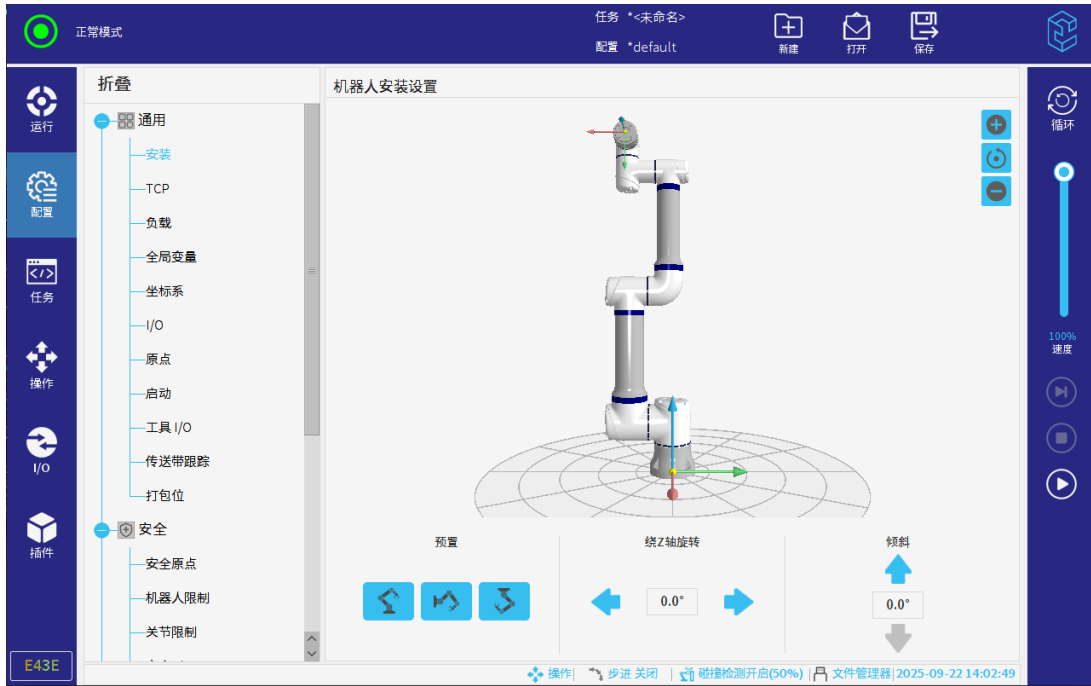 正常模式
任务 *<未命名>
配置 *default
新建
打开
保存
运行
配置
任务
操作
I/O
插件
E43E
折叠
通用
安装
TCP
负载
全局变量
坐标系
I/O
原点
启动
工具 I/O
传送带跟踪
打包位
安全
安全原点
机器人限制
关节限制
机器人安装设置
预置
绕Z轴旋转
0.0°
倾斜
0.0°
循环
100%
速度
操作| 步进 关闭 | 碰撞检测开启(50%) | 文件管理器|2025-09-22 14:02:49